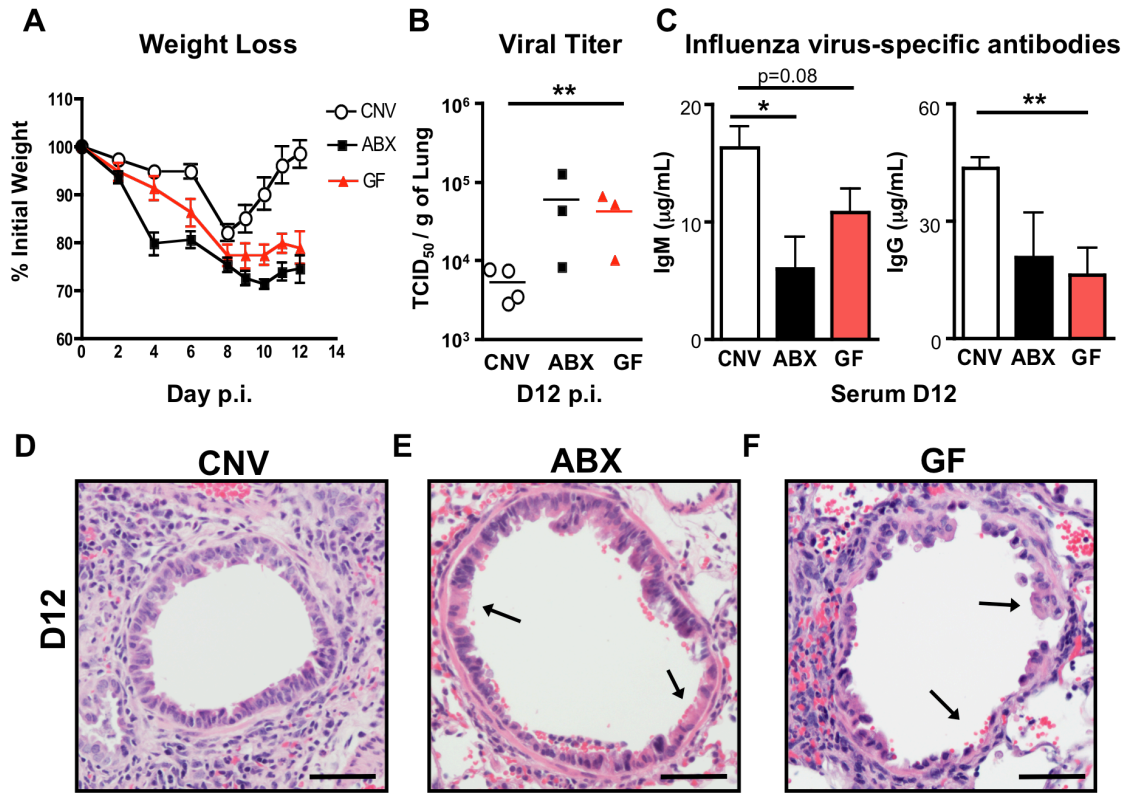 A
Weight Loss
110
100
90
80
70
60
0 2 4 6 8 10 12 14
% Initial Weight
Day p.i.
CNV
ABX
GF
B
Viral Titer
**
10⁶
10⁵
10⁴
10³
TCID₅₀ / g of Lung
CNV ABX GF
D12 p.i.
C
Influenza virus-specific antibodies
p=0.08
*
20
10
0
IgM (µg/mL)
CNV ABX GF
**
60
30
0
IgG (µg/mL)
CNV ABX GF
Serum D12
D
CNV
E
ABX
F
GF
D12